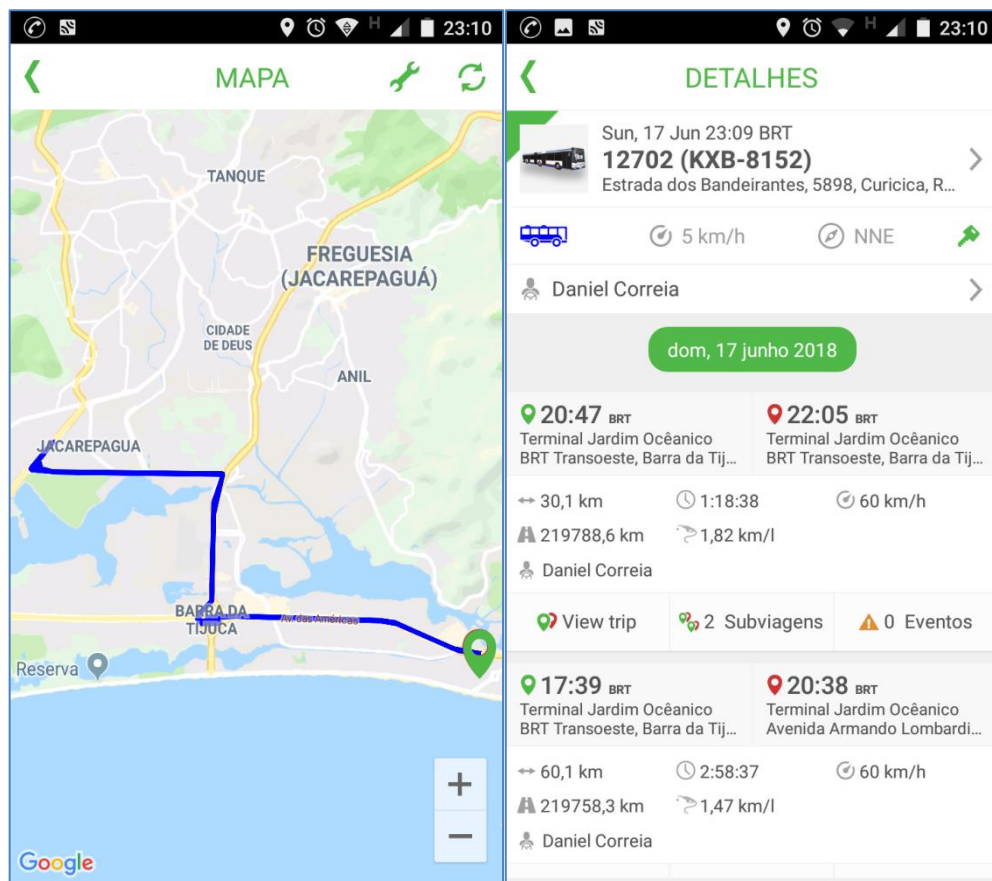 23:10
MAPA
TANQUE
FREGUESIA
(JACAREPAGUÁ)
CIDADE
DE DEUS
ANIL
JACAREPAGUA
BARRA DA
TIJUCA
Av. das Américas
Reserva
+
−
Google
H
23:10
DETALHES
Sun, 17 Jun 23:09 BRT
12702 (KXB-8152)
Estrada dos Bandeirantes, 5898, Curicica, R...
5 km/h
NNE
Daniel Correia
dom, 17 junho 2018
20:47 BRT
Terminal Jardim Ocêanico
BRT Transoeste, Barra da Tij...
22:05 BRT
Terminal Jardim Ocêanico
BRT Transoeste, Barra da Tij...
30,1 km
1:18:38
60 km/h
219788,6 km
1,82 km/l
Daniel Correia
View trip
2 Subviagens
0 Eventos
17:39 BRT
Terminal Jardim Ocêanico
BRT Transoeste, Barra da Tij...
20:38 BRT
Terminal Jardim Ocêanico
Avenida Armando Lombardi...
60,1 km
2:58:37
60 km/h
219758,3 km
1,47 km/l
Daniel Correia